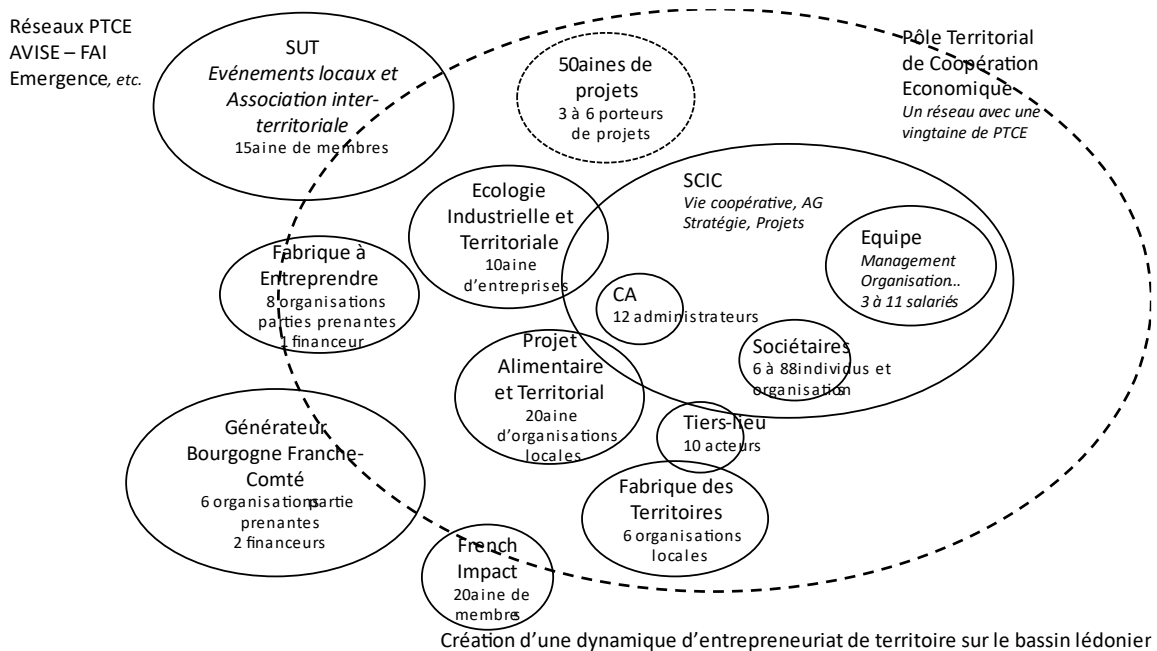 Réseaux PTCE
AVISE – FAI
Emergence, etc.
SUT
Evénements locaux et
Association inter-
territoriale
15aine de membres
50aines de
projets
3 à 6 porteurs
de projets
Pôle Territorial
de Coopération
Economique
Un réseau avec une
vingtaine de PTCE
Ecologie
Industrielle et
Territoriale
10aine
d’entreprises
SCIC
Vie coopérative, AG
Stratégie, Projets
Equipe
Management
Organisation...
3 à 11 salariés
Fabrique à
Entreprendre
8 organisations
parties prenantes
1 financeur
CA
12 administrateurs
Sociétaires
6 à 88individus et
organisation
Projet
Alimentaire
et Territorial
20aine
d’organisations
locales
Tiers-lieu
10 acteurs
Générateur
Bourgogne Franche-
Comté
6 organisations partie
prenantes
2 financeurs
Fabrique des
Territoires
6 organisations
locales
French
Impact
20aine de
membres
Création d’une dynamique d’entrepreneuriat de territoire sur le bassin lédonien